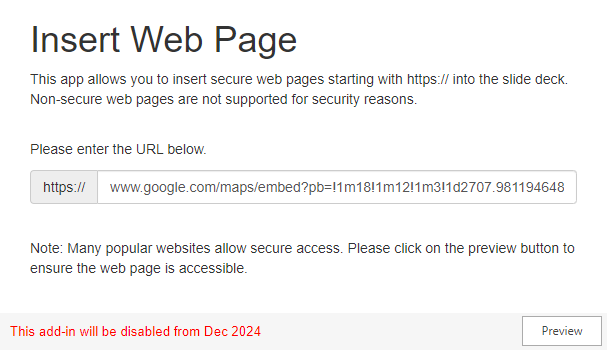 Insert Web Page
This app allows you to insert secure web pages starting with https:// into the slide deck.
Non-secure web pages are not supported for security reasons.
Please enter the URL below.
https:// www.google.com/maps/embed?pb=!1m18!1m12!1m3!1d2707.981194648
Note: Many popular websites allow secure access. Please click on the preview button to
ensure the web page is accessible.
This add-in will be disabled from Dec 2024 Preview